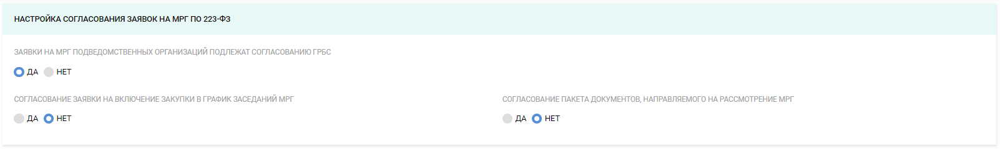 НАСТРОЙКА СОГЛАСОВАНИЯ ЗАЯВОК НА МРГ ПО 223-ФЗ
ЗАЯВКИ НА МРГ ПОДВЕДОМСТВЕННЫХ ОРГАНИЗАЦИЙ ПОДЛЕЖАТ СОГЛАСОВАНИЮ ГРБС
ДА НЕТ
СОГЛАСОВАНИЕ ЗАЯВКИ НА ВКЛЮЧЕНИЕ ЗАКУПКИ В ГРАФИК ЗАСЕДАНИЙ МРГ
ДА НЕТ
СОГЛАСОВАНИЕ ПАКЕТА ДОКУМЕНТОВ, НАПРАВЛЯЕМОГО НА РАССМОТРЕНИЕ МРГ
ДА НЕТ